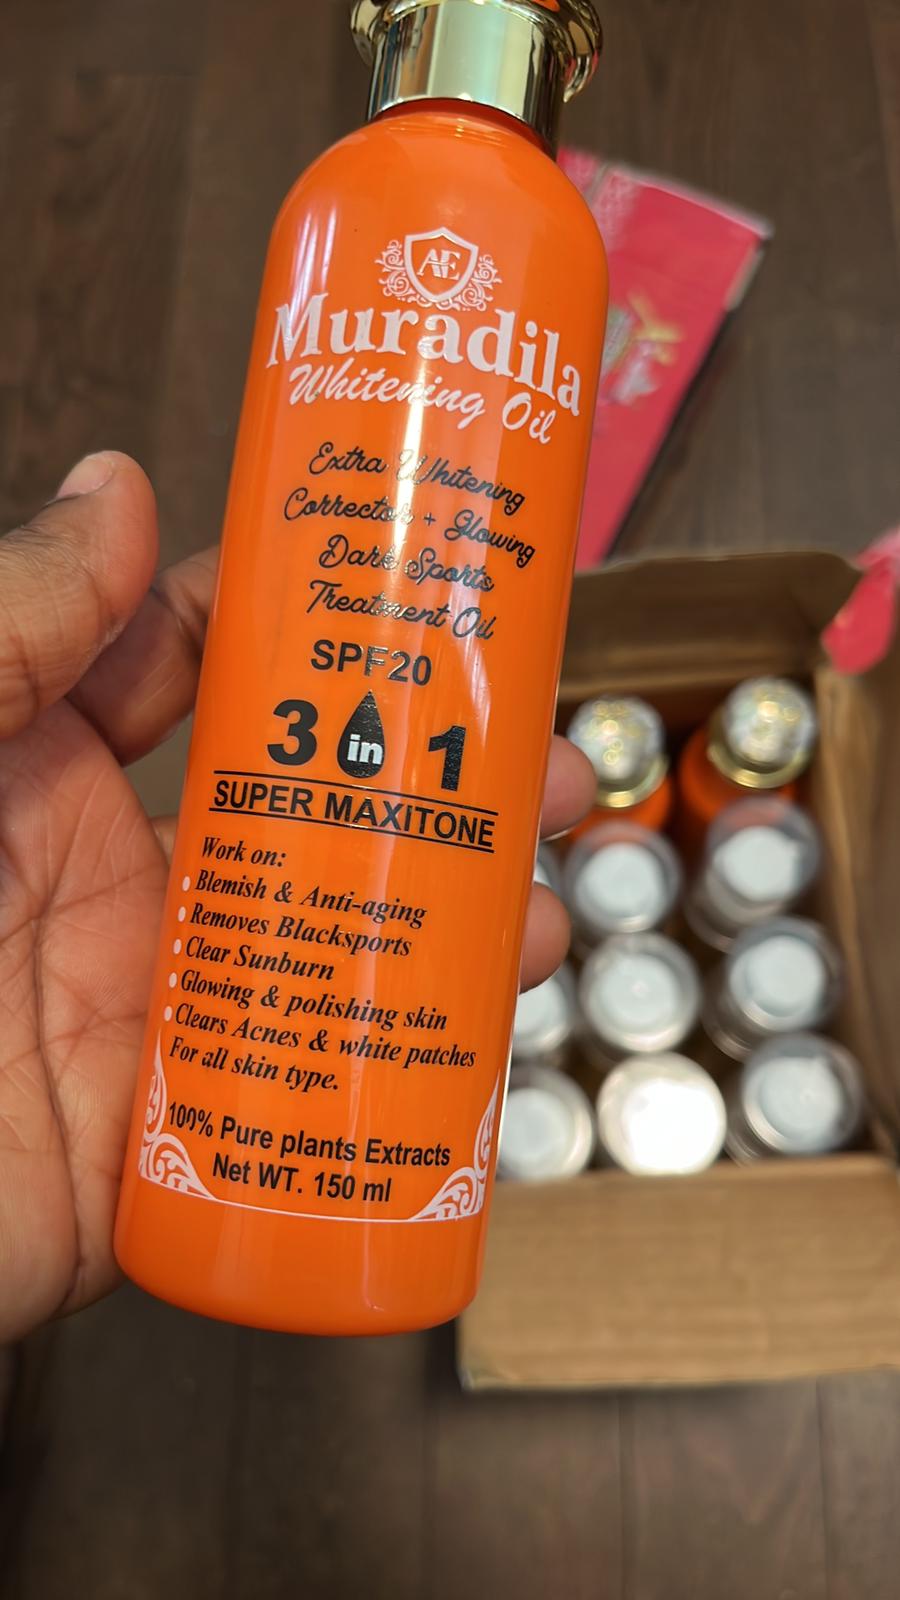 AE
Muradila
Whitening Oil
Extra Whitening
Corrector + Glowing
Dark Sports
Treatment Oil
SPF20
3 in 1
SUPER MAXITONE
Work on:
Blemish & Anti-aging
Removes Blacksports
Clear Sunburn
Glowing & polishing skin
Clears Acnes & white patches
For all skin type.
100% Pure plants Extracts
Net WT. 150 ml